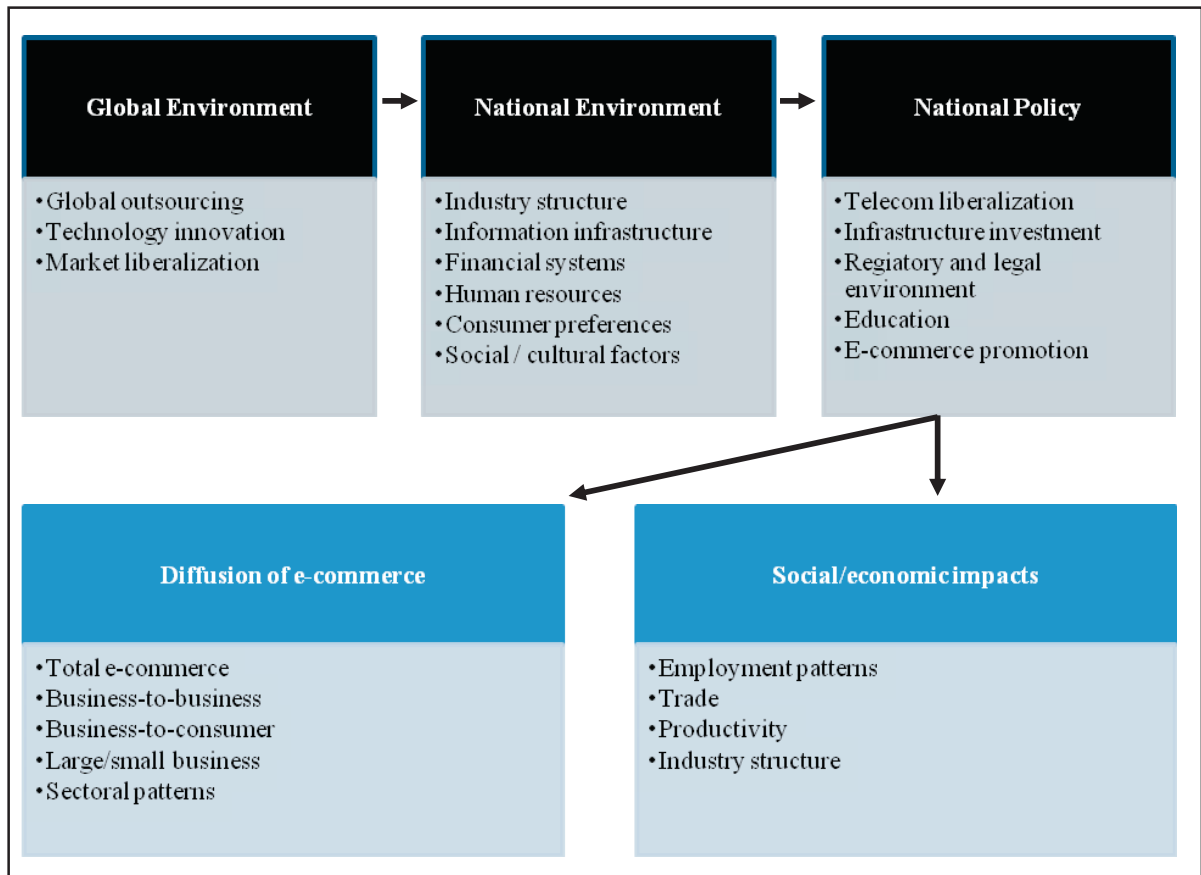 Global Environment
• Global outsourcing
• Technology innovation
• Market liberalization
National Environment
• Industry structure
• Information infrastructure
• Financial systems
• Human resources
• Consumer preferences
• Social / cultural factors
National Policy
• Telecom liberalization
• Infrastructure investment
• Regiatory and legal
environment
• Education
• E-commerce promotion
Diffusion of e-commerce
• Total e-commerce
• Business-to-business
• Business-to-consumer
• Large/small business
• Sectoral patterns
Social/economic impacts
• Employment patterns
• Trade
• Productivity
• Industry structure